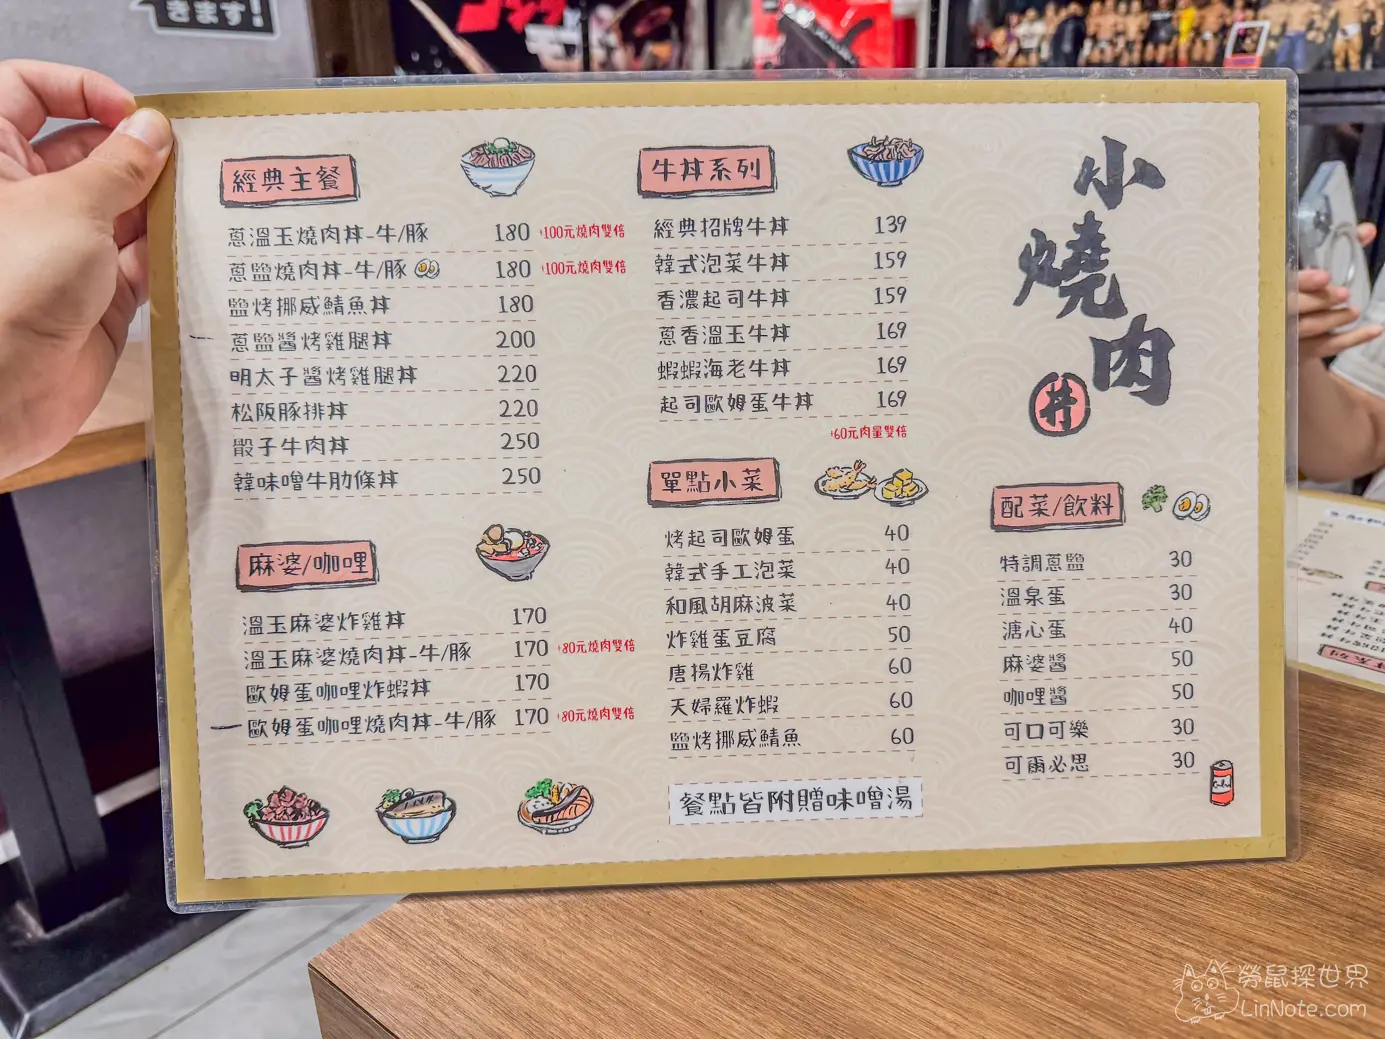 きます!
經典主餐
蔥溫玉燒肉丼-牛/豚 180 +100元燒肉雙倍
蔥鹽燒肉丼-牛/豚 180 +100元燒肉雙倍
鹽烤挪威鯖魚丼 180
蔥鹽醬烤雞腿丼 200
明太子醬烤雞腿丼 220
松阪豚排丼 220
骰子牛肉丼 250
韓味噌牛肋條丼 250
麻婆/咖哩
溫玉麻婆炸雞丼 170
溫玉麻婆燒肉丼-牛/豚 170 +80元燒肉雙倍
歐姆蛋咖哩炸蝦丼 170
歐姆蛋咖哩燒肉丼-牛/豚 170 +80元燒肉雙倍
牛丼系列
經典招牌牛丼 139
韓式泡菜牛丼 159
香濃起司牛丼 159
蔥香溫玉牛丼 169
蝦蝦海老牛丼 169
起司歐姆蛋牛丼 169
+60元肉量雙倍
單點小菜
烤起司歐姆蛋 40
韓式手工泡菜 40
和風胡麻波菜 40
炸雞蛋豆腐 50
唐揚炸雞 60
天婦羅炸蝦 60
鹽烤挪威鯖魚 60
餐點皆附贈味噌湯
小燒肉
丼
配菜/飲料
特調蔥鹽 30
溫泉蛋 30
溏心蛋 40
麻婆醬 50
咖哩醬 50
可口可樂 30
可爾必思 30
勞鼠探世界
LinNote.com